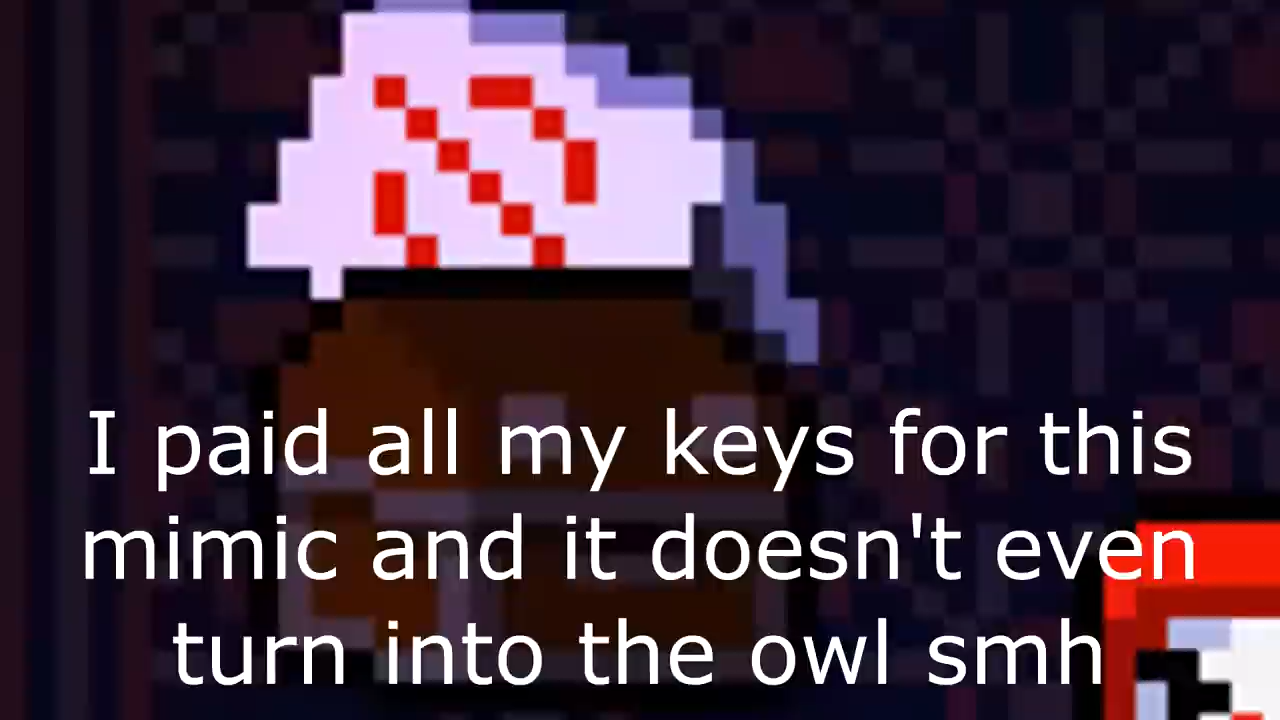 I paid all my keys for this
mimic and it doesn't even
turn into the owl smh